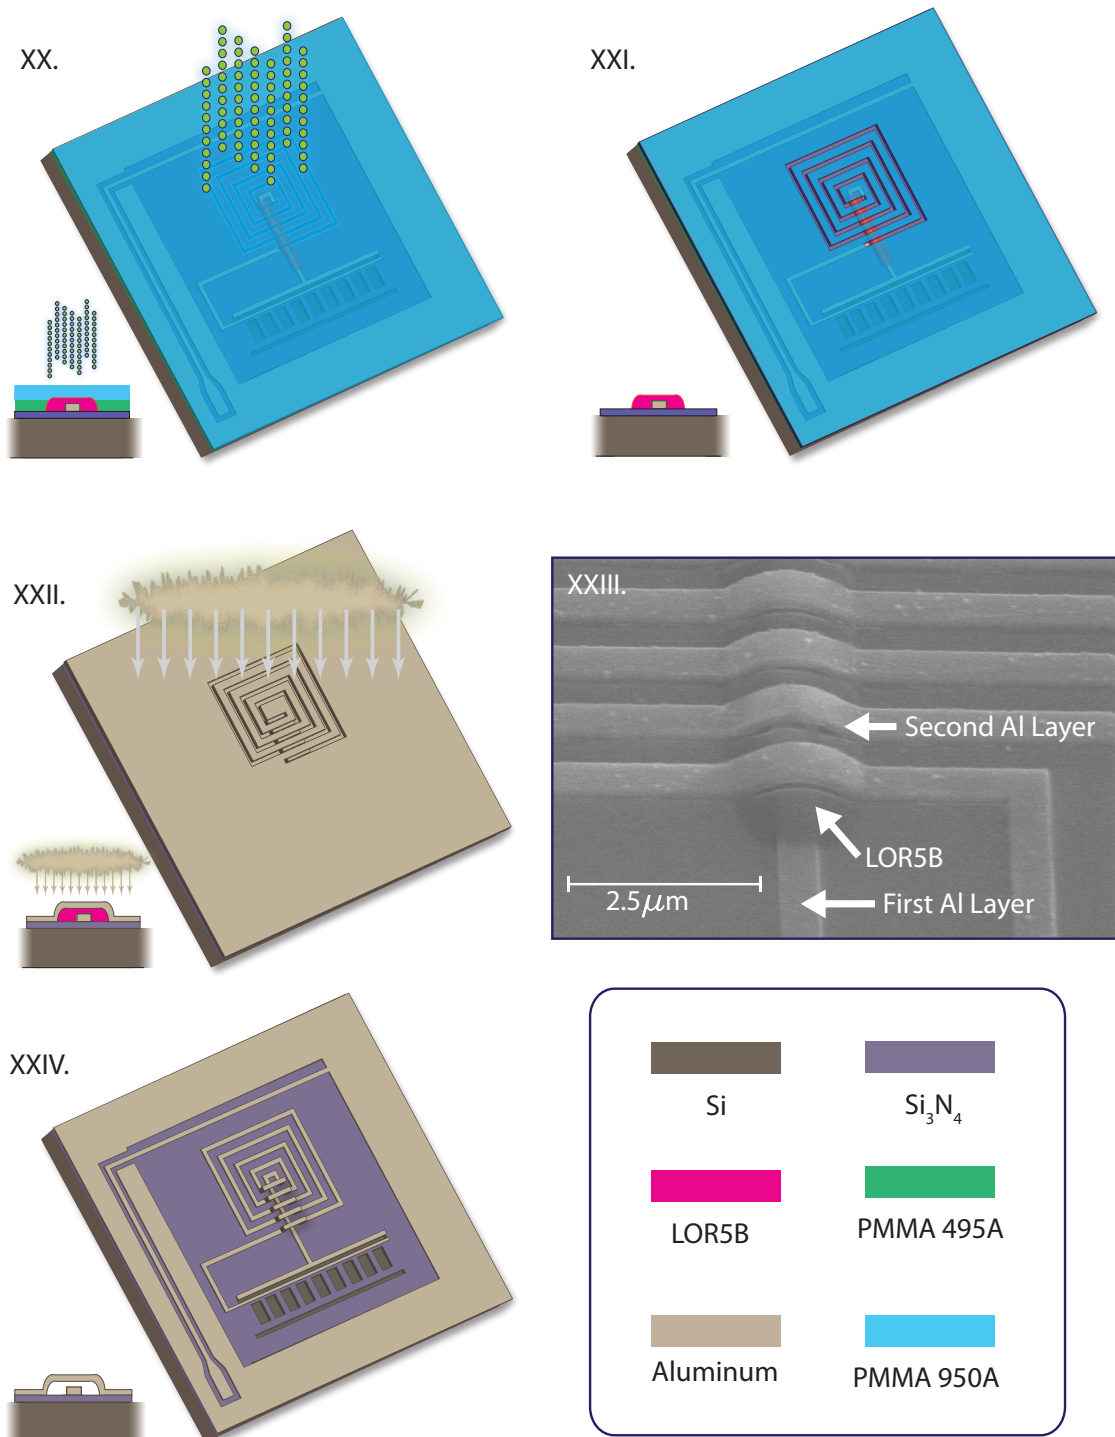 XX.
XXI.
XXII.
XXIII.
Second Al Layer
LOR5B
2.5μm
First Al Layer
XXIV.
Si
Si₃N₄
LOR5B
PMMA 495A
Aluminum
PMMA 950A